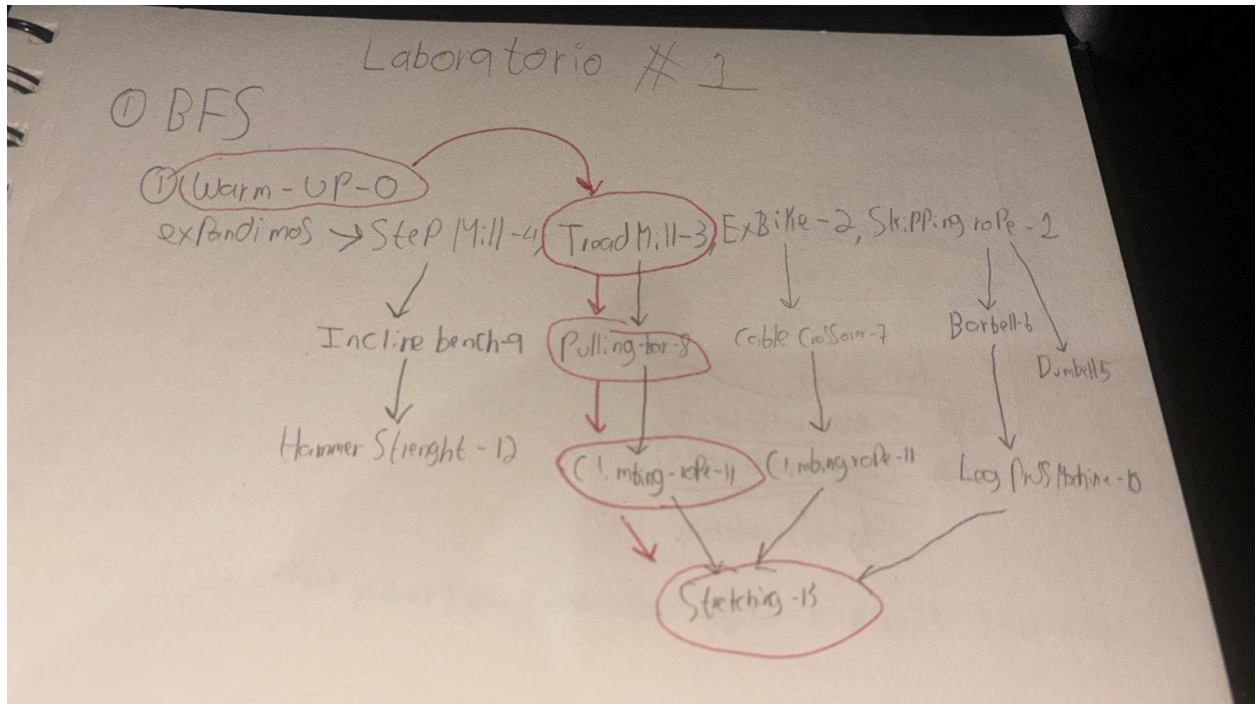 Laboratorio # 1
① BFS
① Warm-UP-0
expandimos → SteP Mill-4, TreadMill-3, ExBike-2, Skipping rope-1
Incline bench-9 Pulling-bar-8 Cable Crossover-7 Barbell-6
Dumbell5
Hammer Strenght-12 Climbing-rope-11 Climbing rope-11 Leg Press Machine-10
Stretching-13